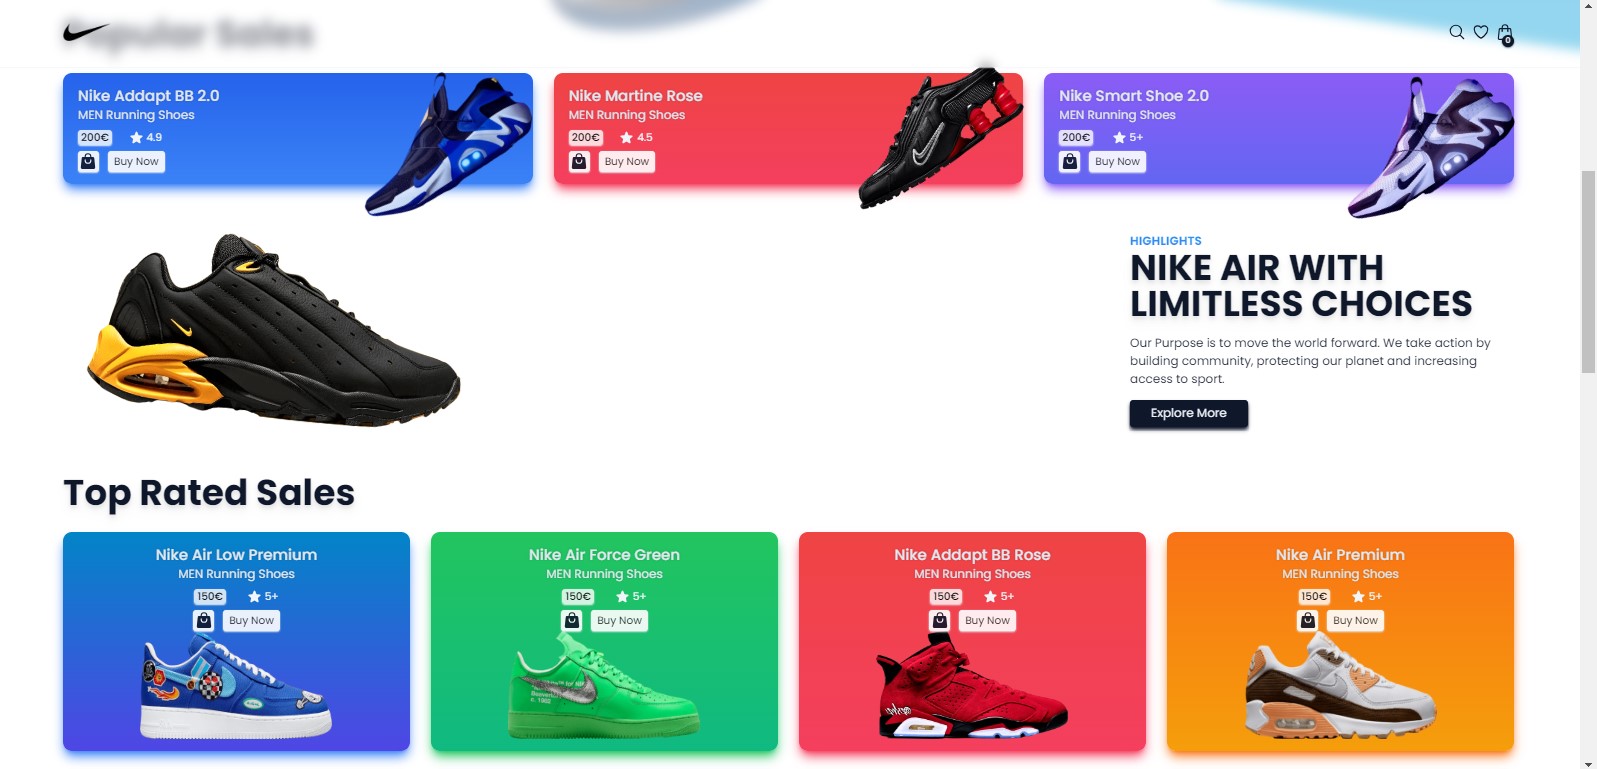 Popular Sales
0
Nike Addapt BB 2.0
MEN Running Shoes
200€ 4.9
Buy Now
Nike Martine Rose
MEN Running Shoes
200€ 4.5
Buy Now
Nike Smart Shoe 2.0
MEN Running Shoes
200€ 5+
Buy Now
HIGHLIGHTS
NIKE AIR WITH
LIMITLESS CHOICES
Our Purpose is to move the world forward. We take action by
building community, protecting our planet and increasing
access to sport.
Explore More
Top Rated Sales
Nike Air Low Premium
MEN Running Shoes
150€ 5+
Buy Now
Nike Air Force Green
MEN Running Shoes
150€ 5+
Buy Now
Nike Addapt BB Rose
MEN Running Shoes
150€ 5+
Buy Now
Nike Air Premium
MEN Running Shoes
150€ 5+
Buy Now